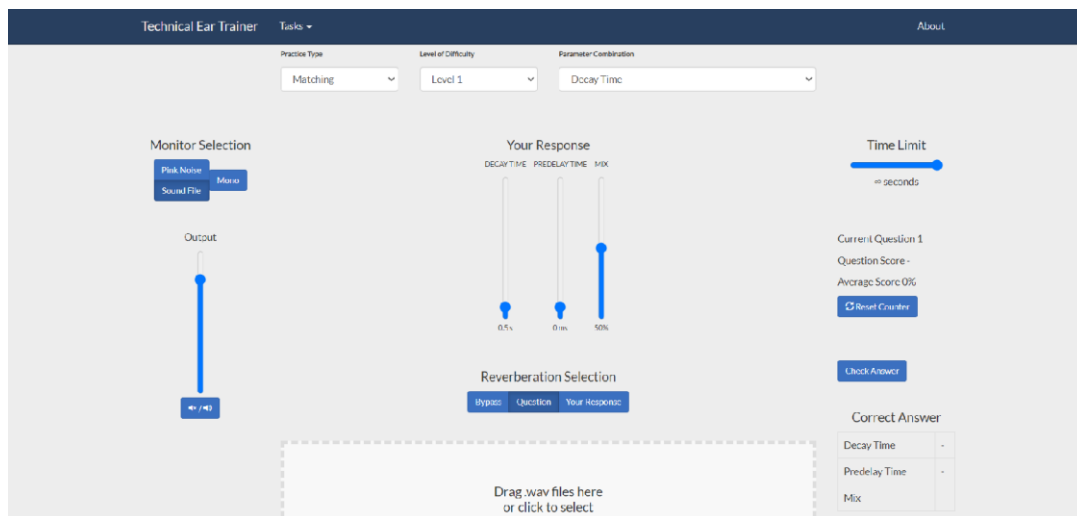 Technical Ear Trainer Tasks About
Practice Type Level of Difficulty Parameter Combination
Matching Level 1 Decay Time
Monitor Selection Your Response Time Limit
DECAY TIME PREDELAY TIME MIX
Pink Noise
Mono
Sound File
∞ seconds
Output
Current Question 1
Question Score -
Average Score 0%
Reset Counter
0.5 s 0 ms 50%
Reverberation Selection
Check Answer
Bypass Question Your Response
/
Correct Answer
Decay Time -
Predelay Time -
Mix
Drag .wav files here
or click to select